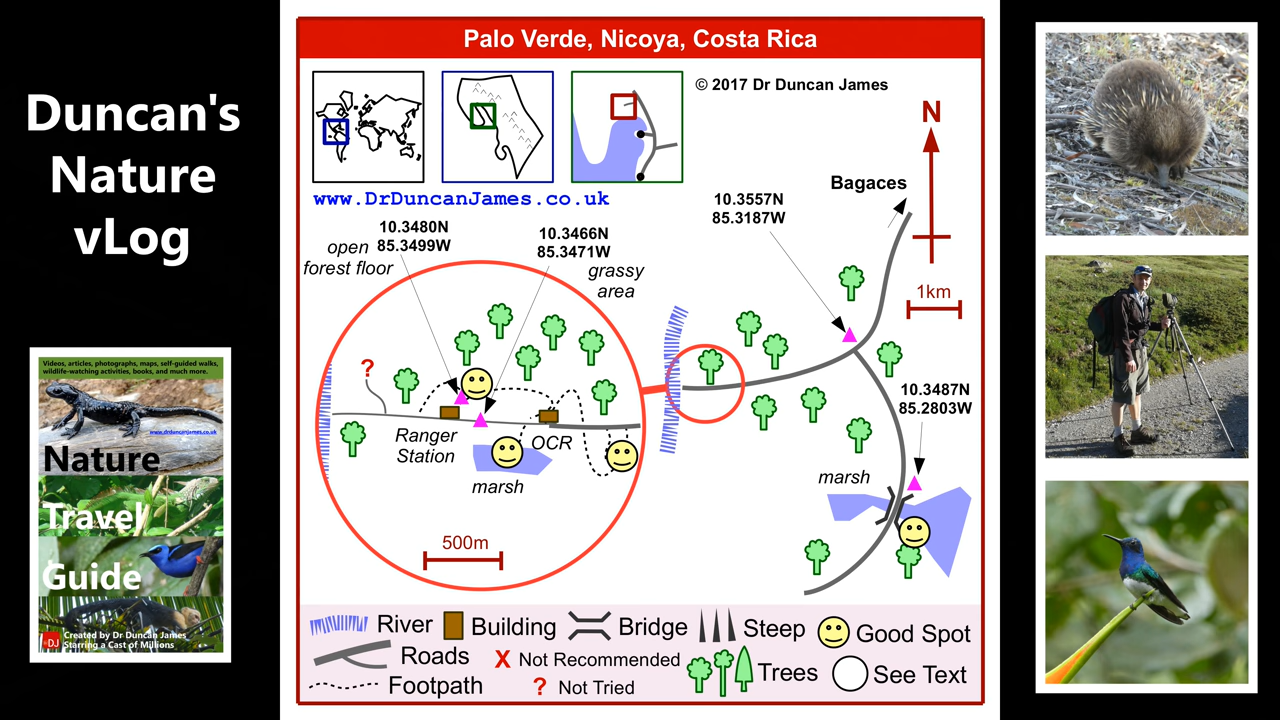 Duncan's
Nature
vLog
Videos, articles, photographs, maps, self-guided walks,
wildlife-watching activities, books, and much more.
www.drduncanjames.co.uk
Nature
Travel
Guide
DJ
Created by Dr Duncan James
Starring a Cast of Millions
Palo Verde, Nicoya, Costa Rica
© 2017 Dr Duncan James
www.DrDuncanJames.co.uk
N
Bagaces
10.3557N
85.3187W
10.3480N
85.3499W
10.3466N
85.3471W
open
forest floor
grassy
area
1km
?
Ranger
Station
OCR
marsh
500m
10.3487N
85.2803W
marsh
River
Building
Bridge
Steep
Good Spot
Roads
X Not Recommended
Trees
See Text
Footpath
? Not Tried